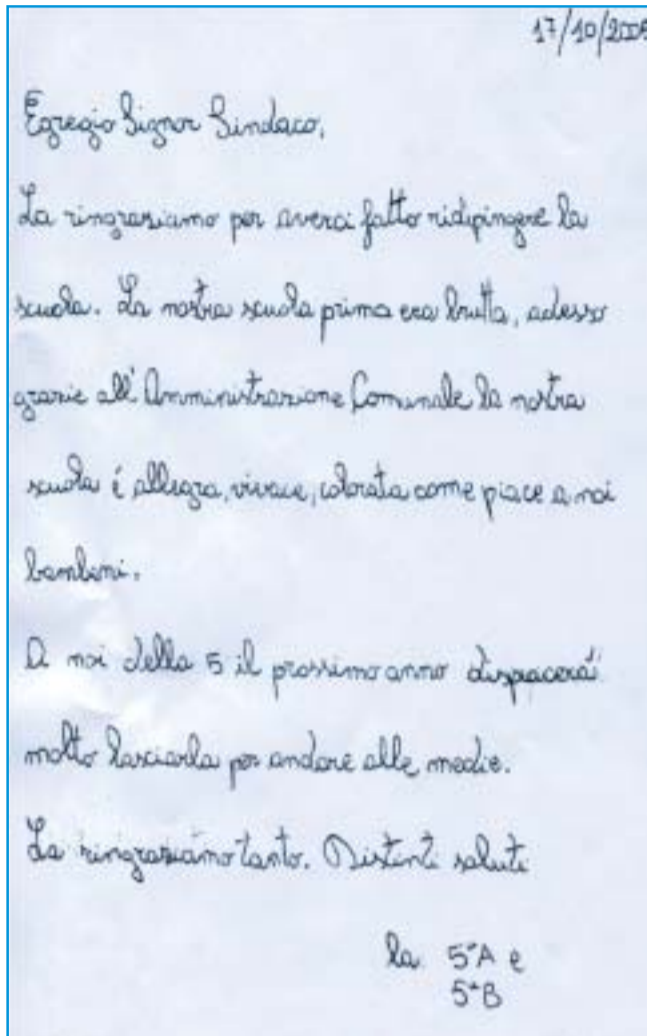 17/10/2005
Egregio Signor Sindaco,
La ringraziamo per averci fatto ridipingere la
scuola. La nostra scuola prima era brutta, adesso
grazie all'Amministrazione Comunale la nostra
scuola é allegra, vivace, colorata come piace a noi
bambini.
A noi della 5 il prossimo anno dispiacerá
molto lasciarla per andare alle medie.
La ringraziamo tanto. Distinti saluti
la 5ªA e
5ªB